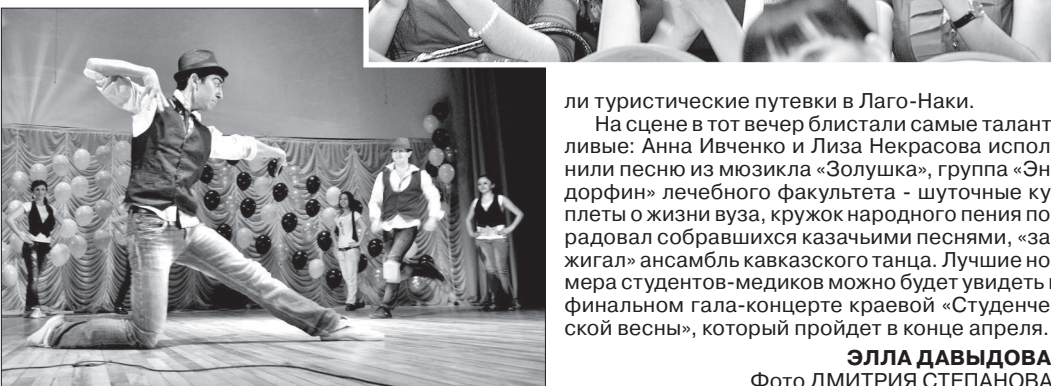 ли туристические путевки в Лаго-Наки.
На сцене в тот вечер блистали самые талант
ливые: Анна Ивченко и Лиза Некрасова испол
нили песню из мюзикла «Золушка», группа «Эн
дорфин» лечебного факультета - шуточные ку
плеты о жизни вуза, кружок народного пения по
радовал собравшихся казачьими песнями, «за
жигал» ансамбль кавказского танца. Лучшие но
мера студентов-медиков можно будет увидеть
финальном гала-концерте краевой «Студенче
ской весны», который пройдет в конце апреля.
ЭЛЛА ДАВЫДОВА
Фото ДМИТРИЯ СТЕПАНОВА